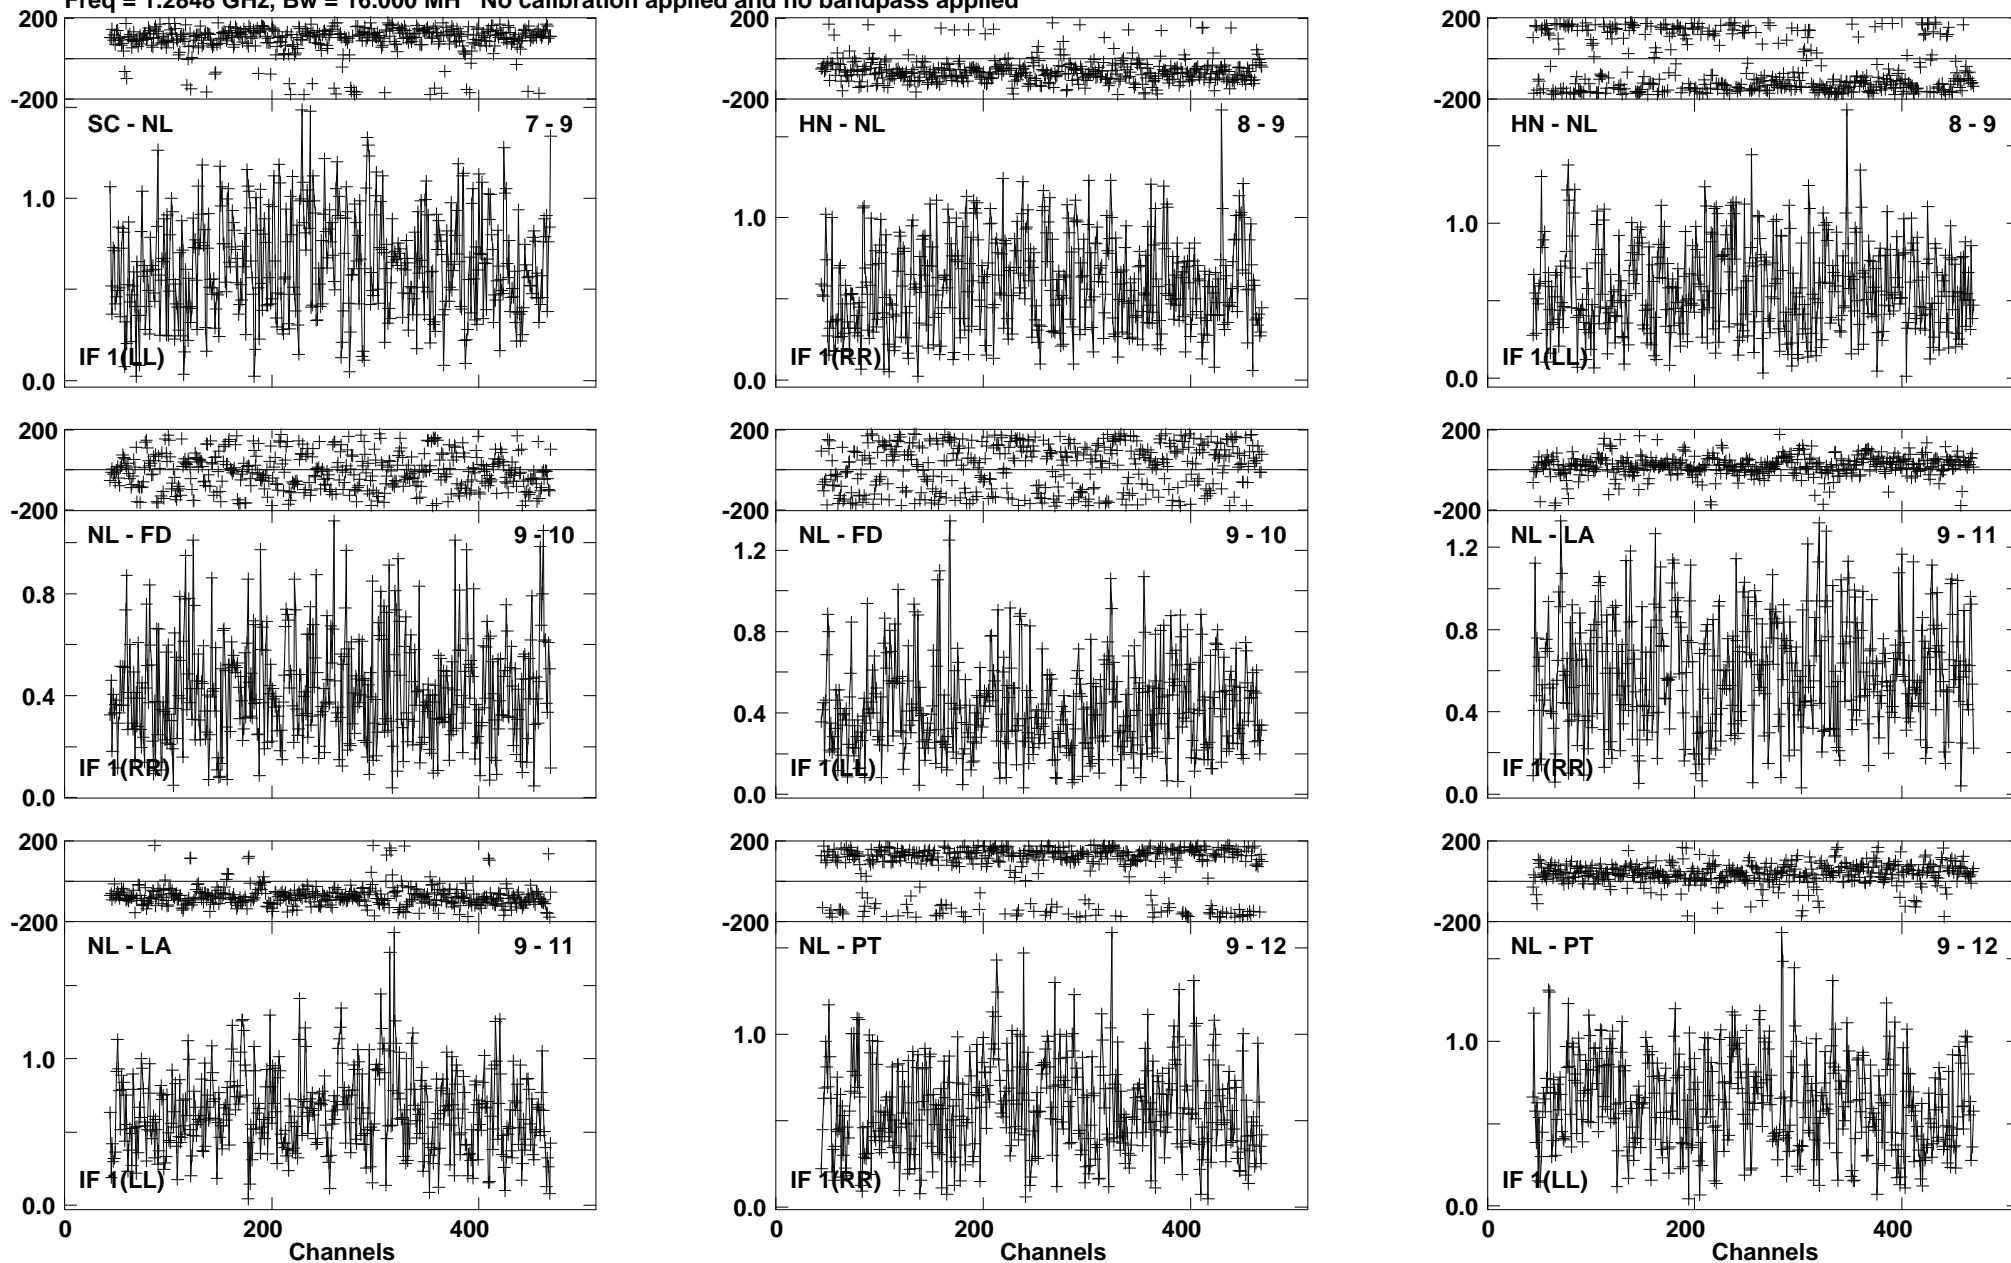 Freq = 1.2848 GHz, Bw = 16.000 MH No calibration applied and no bandpass applied
200 200 200
-200 -200 -200
SC - NL 7 - 9 HN - NL 8 - 9 HN - NL 8 - 9
1.0 1.0 1.0
IF 1(LL) IF 1(RR) IF 1(LL)
0.0 0.0 0.0
200 200 200
-200 -200 -200
NL - FD 9 - 10 NL - FD 9 - 10 NL - LA 9 - 11
1.2 1.2
0.8 0.8 0.8
0.4 0.4 0.4
IF 1(RR) IF 1(LL) IF 1(RR)
0.0 0.0 0.0
200 200 200
-200 -200 -200
NL - LA 9 - 11 NL - PT 9 - 12 NL - PT 9 - 12
1.0 1.0 1.0
IF 1(LL) IF 1(RR) IF 1(LL)
0.0 0.0 0.0
0 200 400 0 200 400 0 200 400
Channels Channels Channels